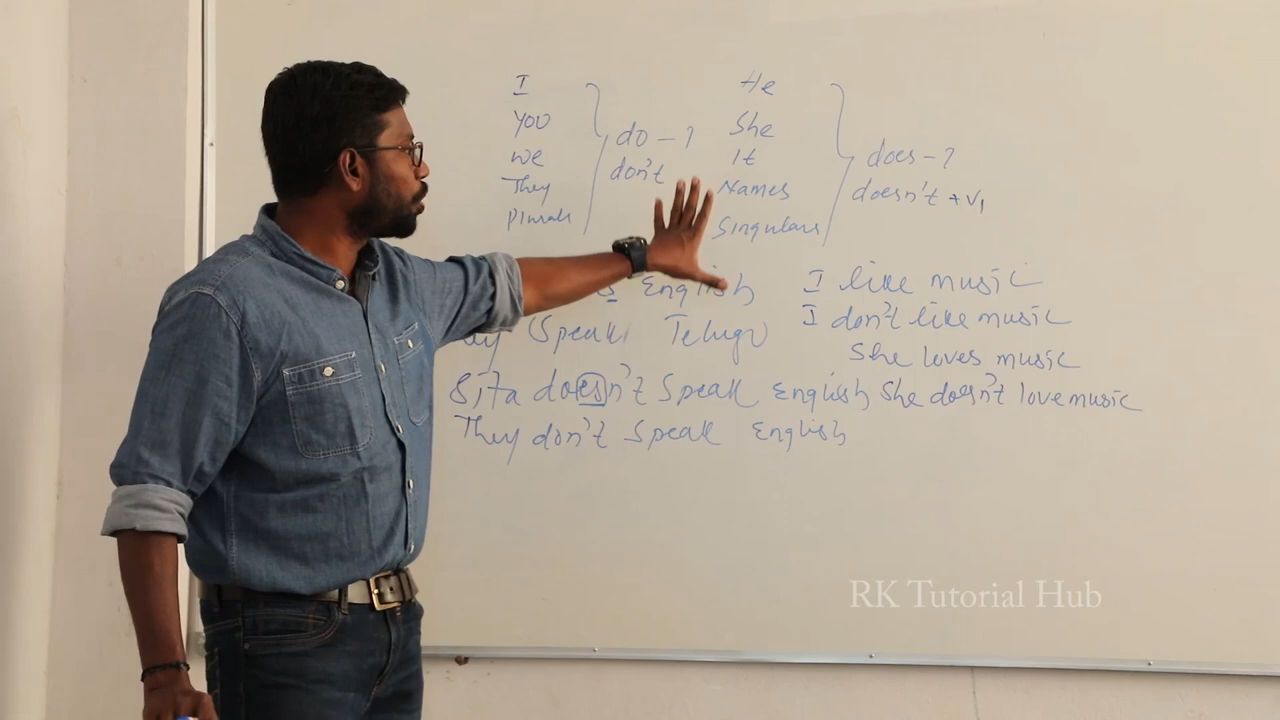 I
You
we
They
Plurals
do - ?
don't
He
She
It
Names
Singulars
does - ?
doesn't + V1
English
Speak Telugu
Sita doesn't Speak English
They don't Speak English
I like music
I don't like music
She loves music
She doesn't love music
RK Tutorial Hub